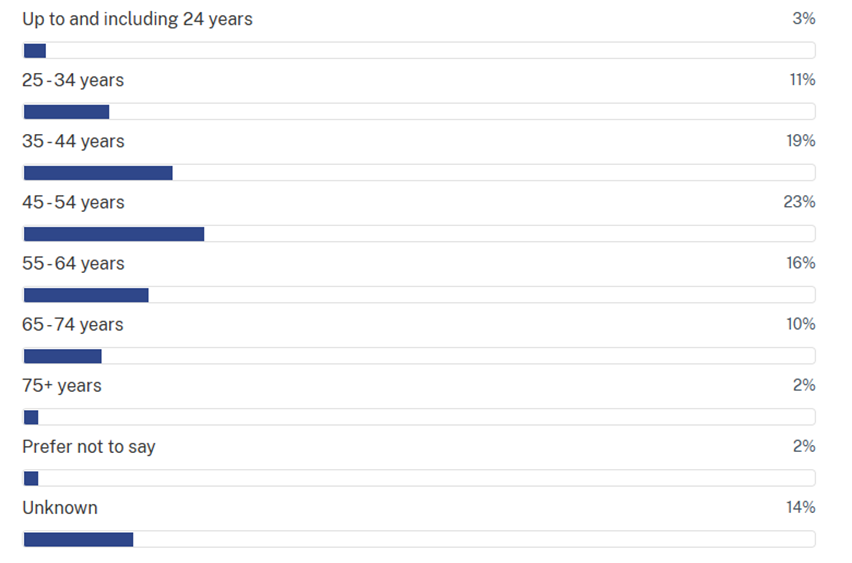 Up to and including 24 years 3%
25-34 years 11%
35-44 years 19%
45-54 years 23%
55-64 years 16%
65-74 years 10%
75+ years 2%
Prefer not to say 2%
Unknown 14%